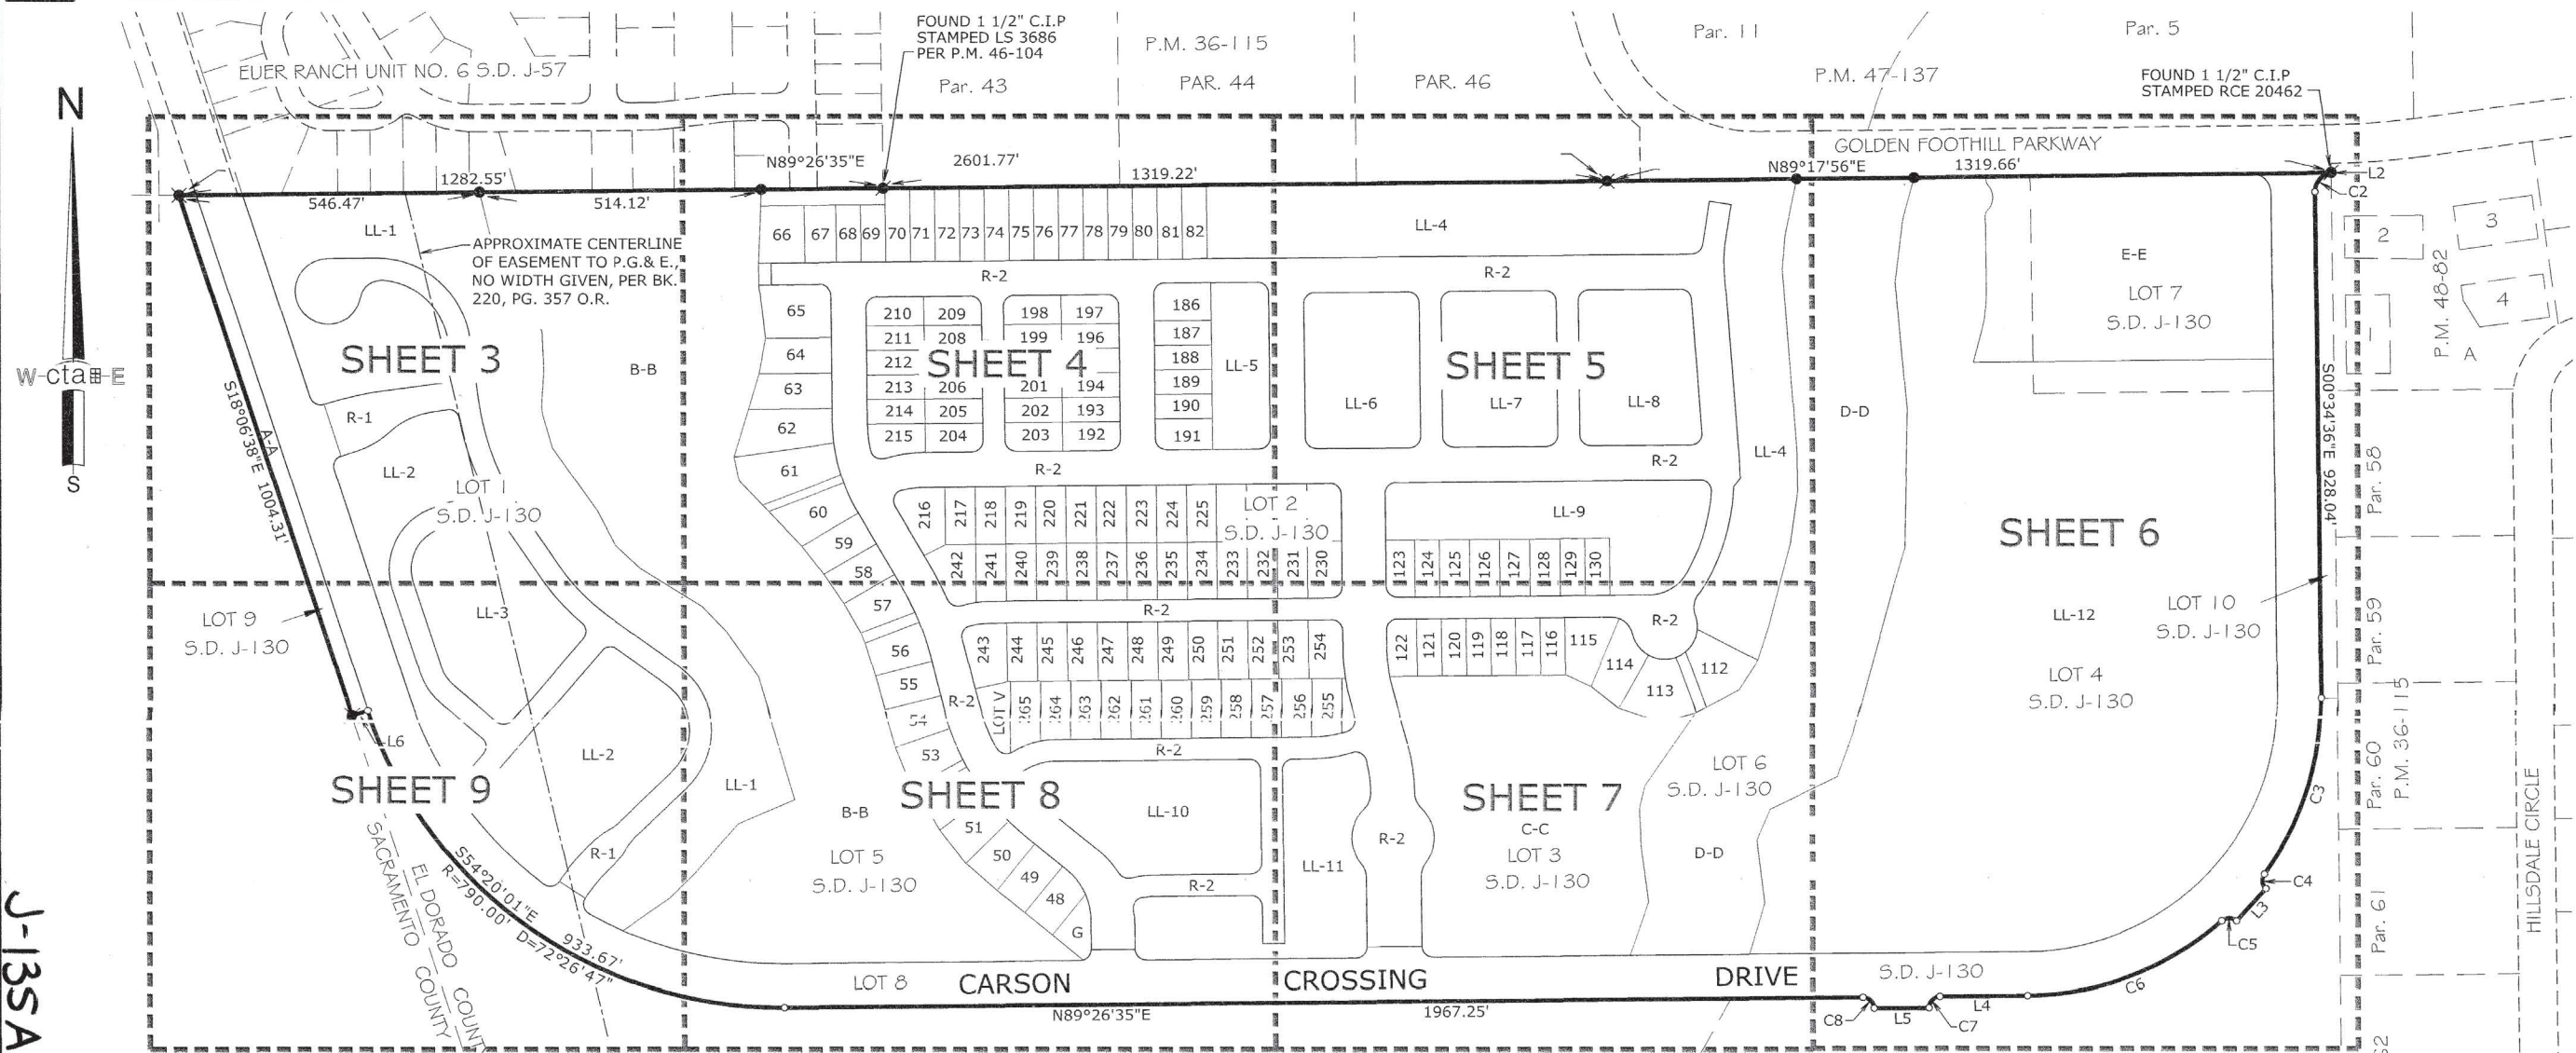 FOUND 1 1/2" C.I.P
STAMPED LS 3686
PER P.M. 46-104
P.M. 36-115
Par. 11
Par. 5
EUER RANCH UNIT NO. 6 S.D. J-57
Par. 43
PAR. 44
PAR. 46
P.M. 47-137
FOUND 1 1/2" C.I.P
STAMPED RCE 20462
N
W-cta-E
S
GOLDEN FOOTHILL PARKWAY
N89°26'35"E
2601.77'
1282.55'
1319.22'
N89°17'56"E
1319.66'
L2
C2
546.47'
514.12'
LL-1
APPROXIMATE CENTERLINE
OF EASEMENT TO P.G.& E.,
NO WIDTH GIVEN, PER BK.
220, PG. 357 O.R.
66 67 68 69 70 71 72 73 74 75 76 77 78 79 80 81 82
LL-4
E-E
LOT 7
S.D. J-130
2
3
4
A
P.M. 48-82
R-2
R-2
65
64
63
62
61
60
59
58
57
56
55
54
53
210 209
211 208
212
213 206
214 205
215 204
198 197
199 196
201 194
202 193
203 192
186
187
188
189
190
191
LL-5
LL-6
LL-7
LL-8
SHEET 3
SHEET 4
SHEET 5
SHEET 6
B-B
D-D
S18°06'38"E 1004.31'
A-A
R-1
LL-2
LOT 1
S.D. J-130
R-2
R-2
LL-4
S00°34'36"E 928.04'
Par. 58
216 217 218 219 220 221 222 223 224 225
LOT 2
S.D. J-130
242 241 240 239 238 237 236 235 234 233 232 231 230
LL-9
123 124 125 126 127 128 129 130
LOT 9
S.D. J-130
LL-3
R-2
R-2
LL-12
LOT 10
S.D. J-130
Par. 59
243 244 245 246 247 248 249 250 251 252 253 254
LOT V 265 264 263 262 261 260 259 258 257 256 255
122 121 120 119 118 117 116 115
114
113
112
LOT 4
S.D. J-130
R-2
R-2
L6
SHEET 9
LL-2
LL-1
B-B
SHEET 8
LL-10
SHEET 7
LOT 6
S.D. J-130
Par. 60
P.M. 36-115
C3
HILLSDALE CIRCLE
51
50
49
48
G
LOT 5
S.D. J-130
R-1
R-2
LL-11
R-2
C-C
LOT 3
S.D. J-130
D-D
C4
L3
C5
Par. 61
SACRAMENTO COUNTY
EL DORADO COUNT
S54°20'01"E
R=790.00'
933.67'
D=72°26'47"
LOT 8
CARSON CROSSING DRIVE
S.D. J-130
C6
N89°26'35"E
1967.25'
C8
L5
L4
C7
J-135A